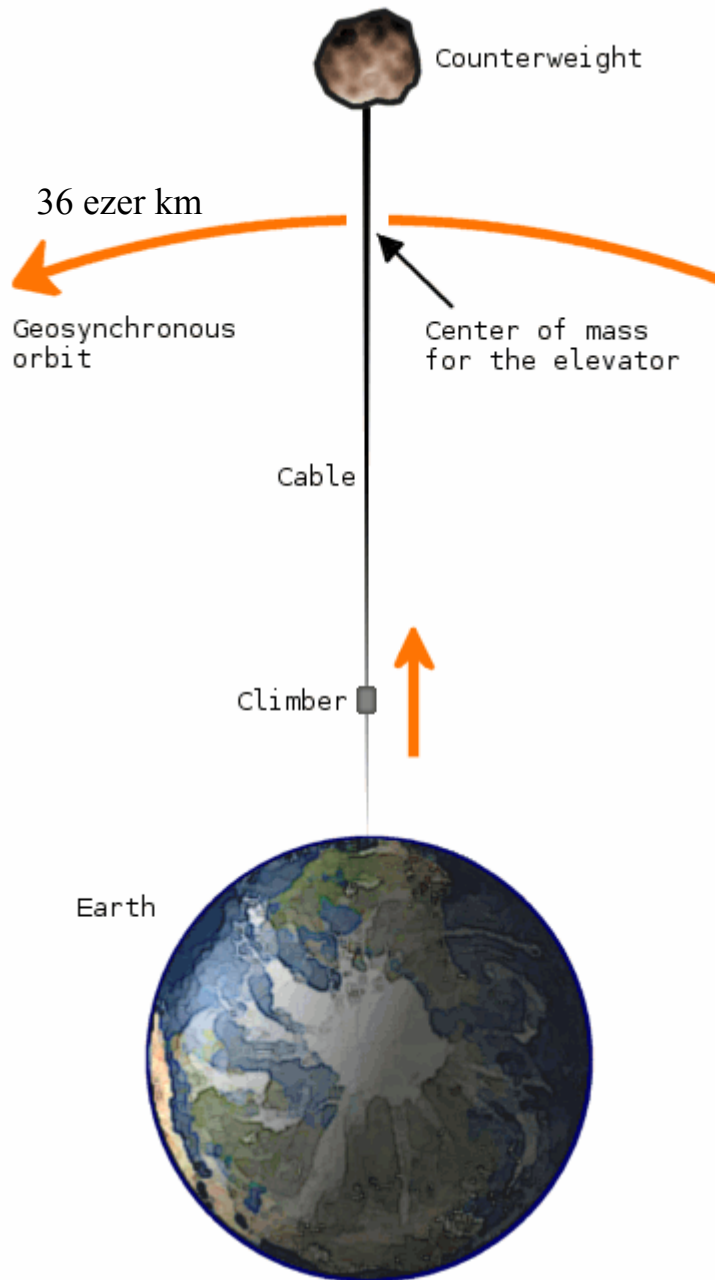 Counterweight
36 ezer km
Geosynchronous
orbit
Center of mass
for the elevator
Cable
Climber
Earth